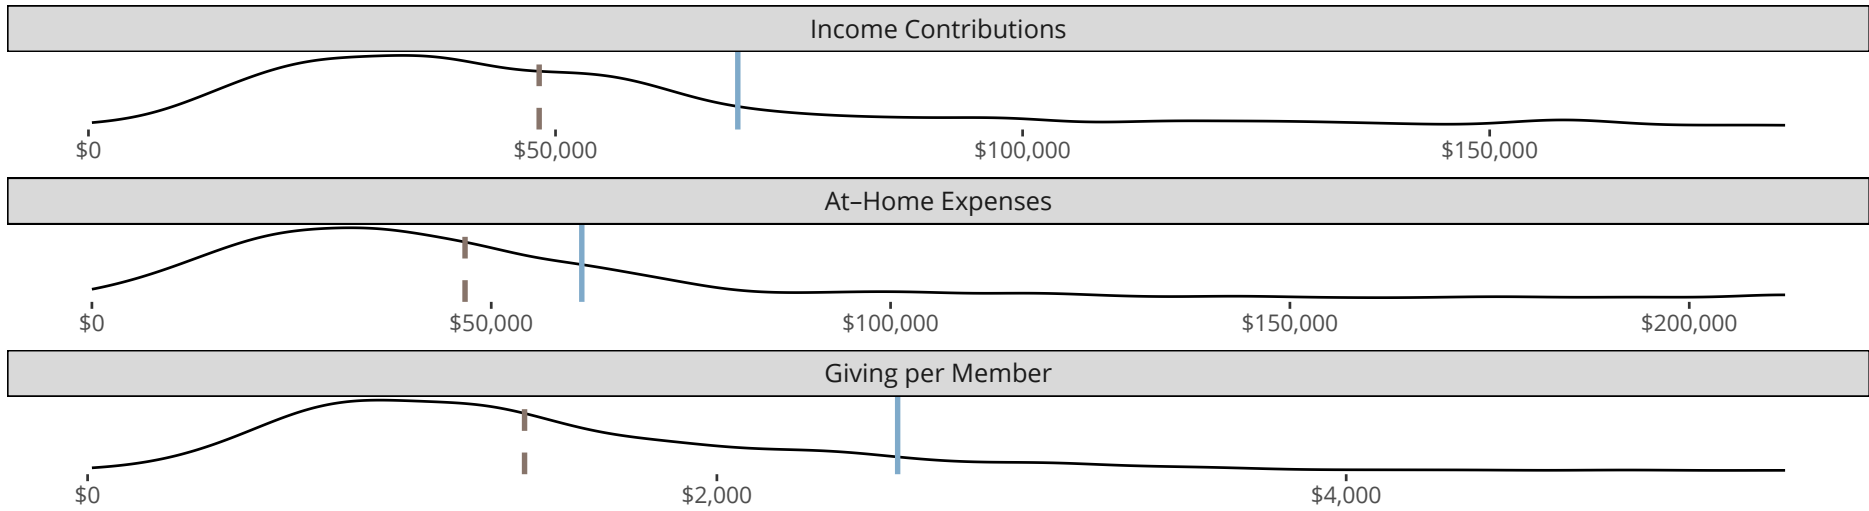 Income Contributions
$0 $50,000 $100,000 $150,000
At–Home Expenses
$0 $50,000 $100,000 $150,000 $200,000
Giving per Member
$0 $2,000 $4,000